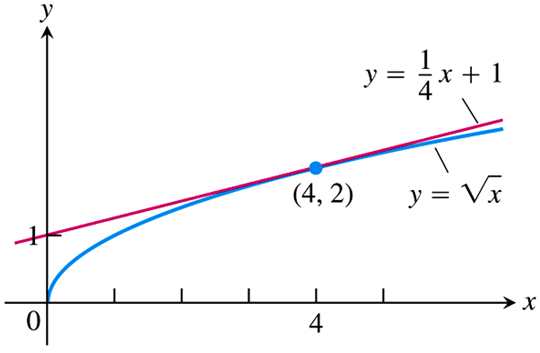 y
y = 1/4 x + 1
(4, 2)
y = √x
1
0
4
x